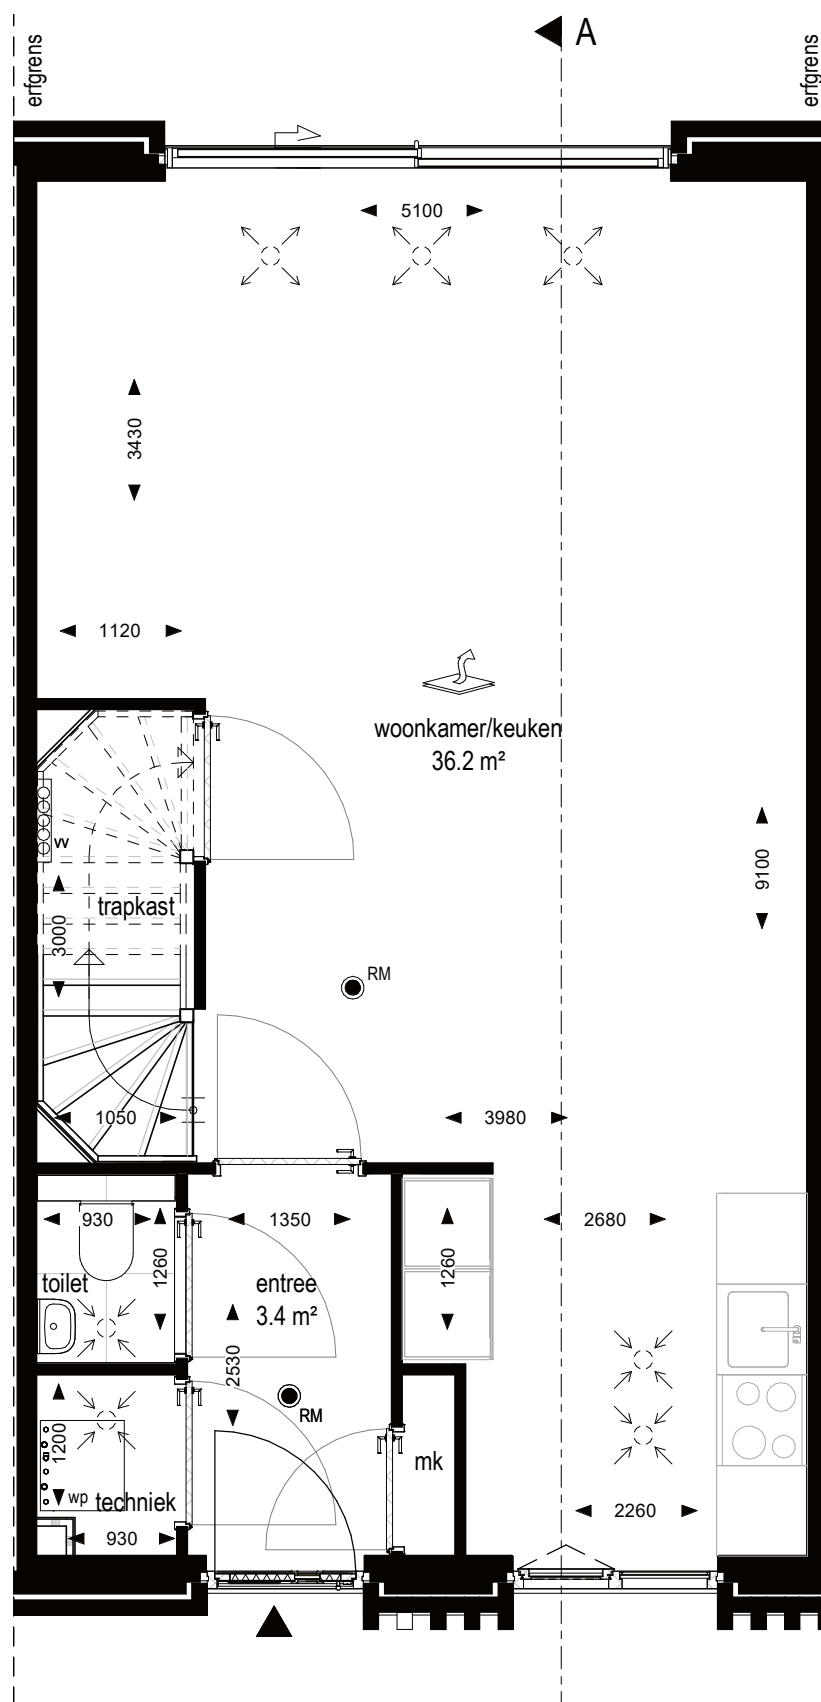 A
erfgrens
erfgrens
5100
3430
1120
woonkamer/keuken
36.2 m²
vv
9100
trapkast
3000
RM
1050
3980
930
1350
1260
2680
1260
toilet
entree
3.4 m²
2530
RM
1200
mk
wp
techniek
2260
930